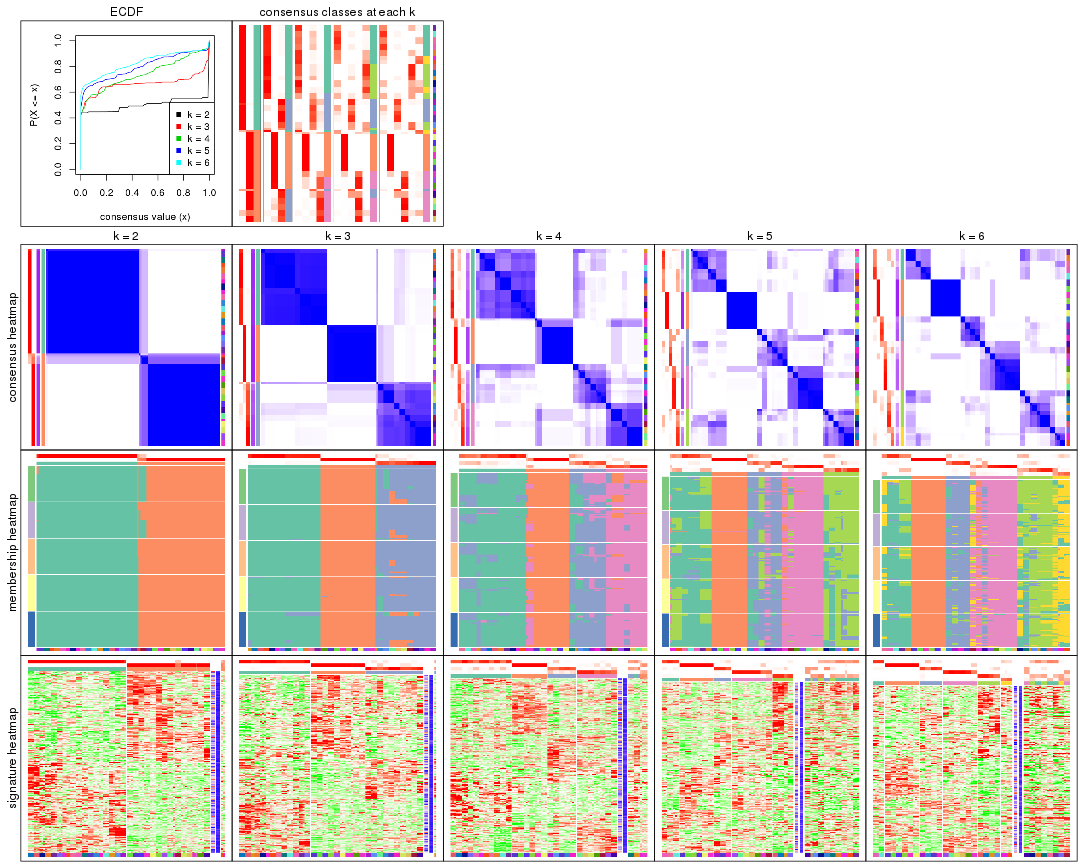 ECDF
consensus classes at each k
P(X <= x)
0.0 0.2 0.4 0.6 0.8 1.0
k = 2
k = 3
k = 4
k = 5
k = 6
0.0 0.2 0.4 0.6 0.8 1.0
consensus value (x)
k = 2
k = 3
k = 4
k = 5
k = 6
consensus heatmap
membership heatmap
signature heatmap